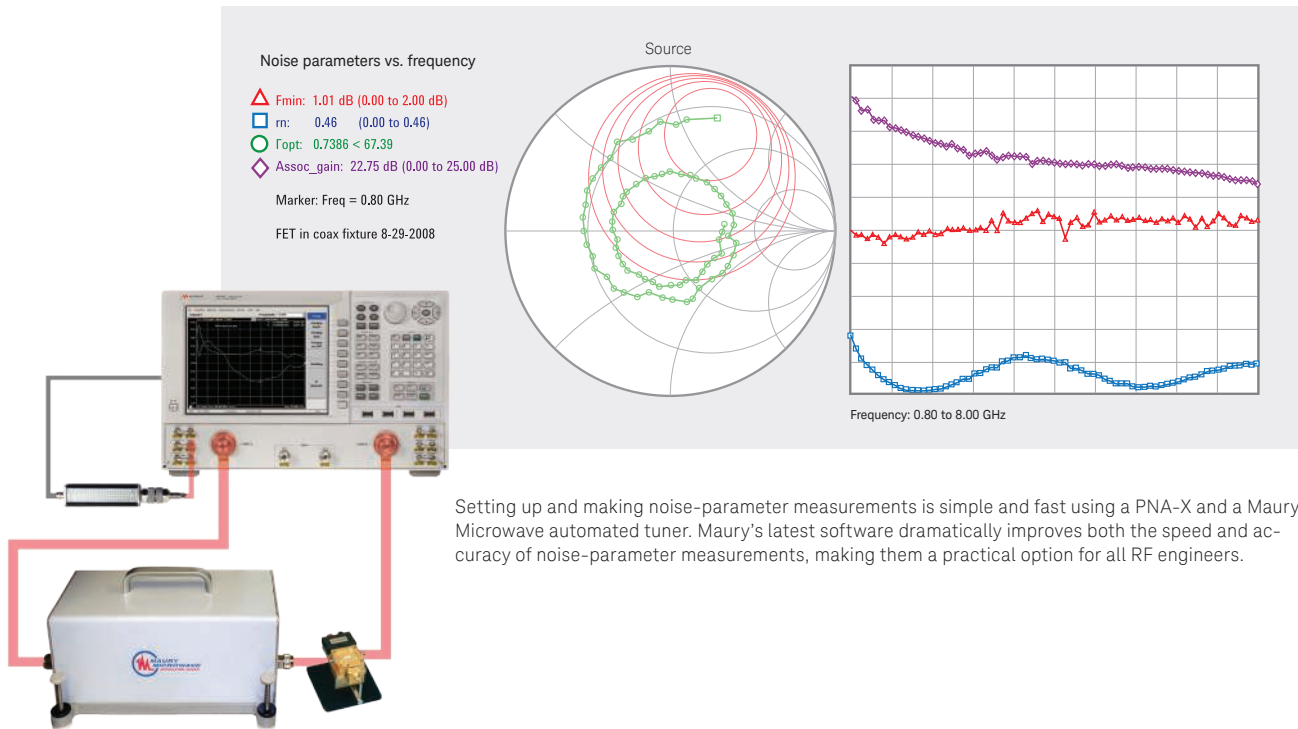 Noise parameters vs. frequency
Fmin: 1.01 dB (0.00 to 2.00 dB)
rn: 0.46 (0.00 to 0.46)
Γopt: 0.7386 < 67.39
Assoc_gain: 22.75 dB (0.00 to 25.00 dB)
Marker: Freq = 0.80 GHz
FET in coax fixture 8-29-2008
Source
Frequency: 0.80 to 8.00 GHz
Setting up and making noise-parameter measurements is simple and fast using a PNA-X and a Maury
Microwave automated tuner. Maury's latest software dramatically improves both the speed and ac-
curacy of noise-parameter measurements, making them a practical option for all RF engineers.
MAURY
MICROWAVE